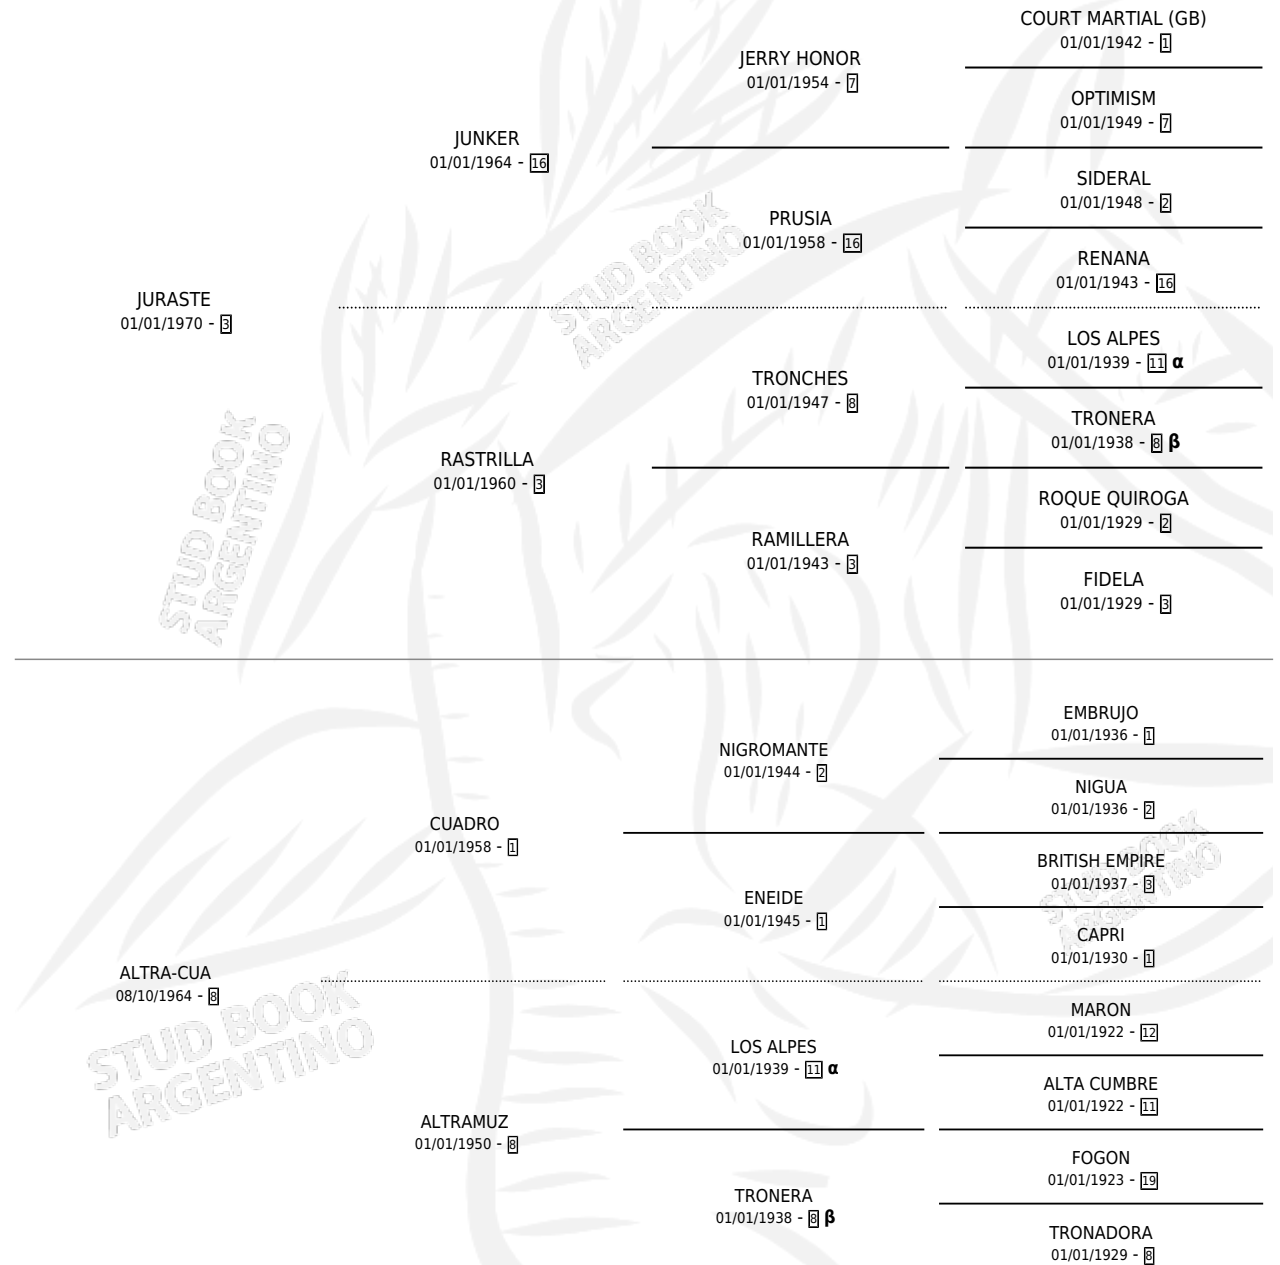 COURT MARTIAL (GB)
01/01/1942 - 1
JERRY HONOR
01/01/1954 - 7
OPTIMISM
01/01/1949 - 7
JUNKER
01/01/1964 - 16
SIDERAL
01/01/1948 - 2
PRUSIA
01/01/1958 - 16
RENANA
01/01/1943 - 16
JURASTE
01/01/1970 - 3
LOS ALPES
01/01/1939 - 11 α
TRONCHES
01/01/1947 - 8
TRONERA
01/01/1938 - 8 β
RASTRILLA
01/01/1960 - 3
ROQUE QUIROGA
01/01/1929 - 2
RAMILLERA
01/01/1943 - 3
FIDELA
01/01/1929 - 3
EMBRUJO
01/01/1936 - 1
NIGROMANTE
01/01/1944 - 2
NIGUA
01/01/1936 - 2
CUADRO
01/01/1958 - 1
BRITISH EMPIRE
01/01/1937 - 3
ENEIDE
01/01/1945 - 1
CAPRI
01/01/1930 - 1
ALTRA-CUA
08/10/1964 - 8
MARON
01/01/1922 - 12
LOS ALPES
01/01/1939 - 11 α
ALTA CUMBRE
01/01/1922 - 11
ALTRAMUZ
01/01/1950 - 8
FOGON
01/01/1923 - 19
TRONERA
01/01/1938 - 8 β
TRONADORA
01/01/1929 - 8
STUD BOOK
ARGENTINO
STUD BOOK
ARGENTINO
STUD BOOK
ARGENTINO
STUD BOOK
ARGENTINO